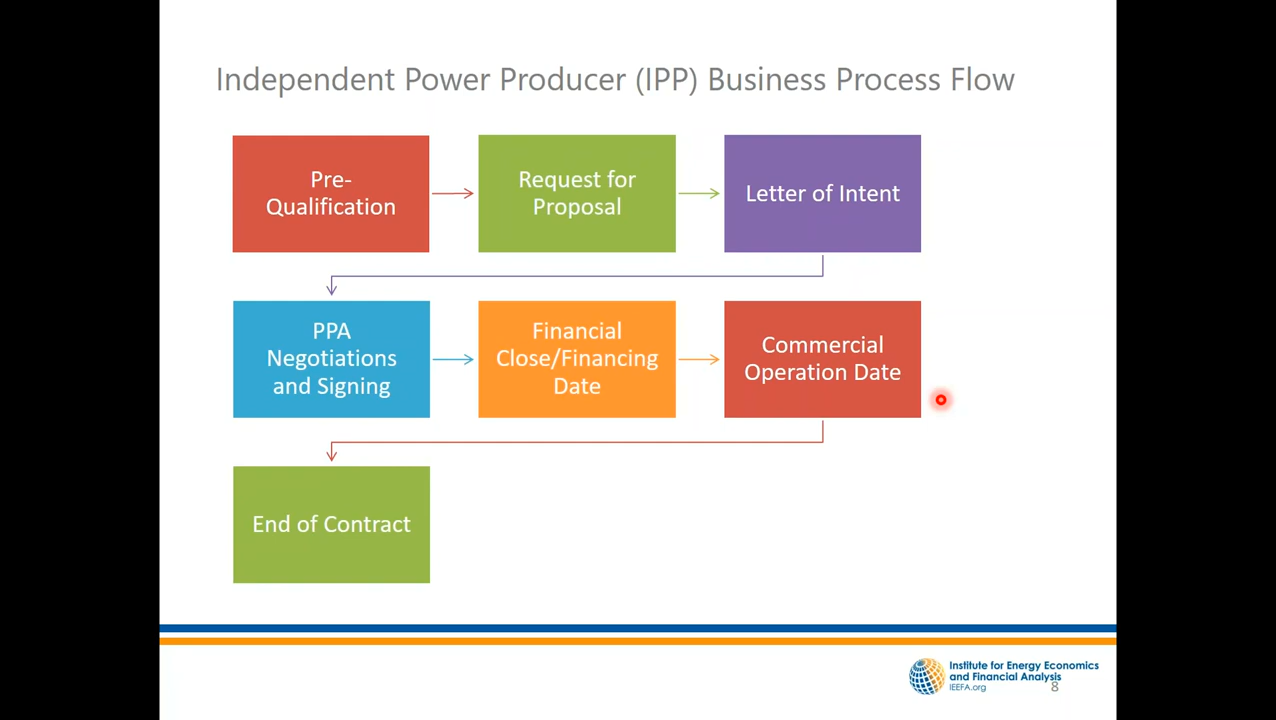 Independent Power Producer (IPP) Business Process Flow
Pre-
Qualification
Request for
Proposal
Letter of Intent
PPA
Negotiations
and Signing
Financial
Close/Financing
Date
Commercial
Operation Date
End of Contract
Institute for Energy Economics
and Financial Analysis
IEEFA.org
8